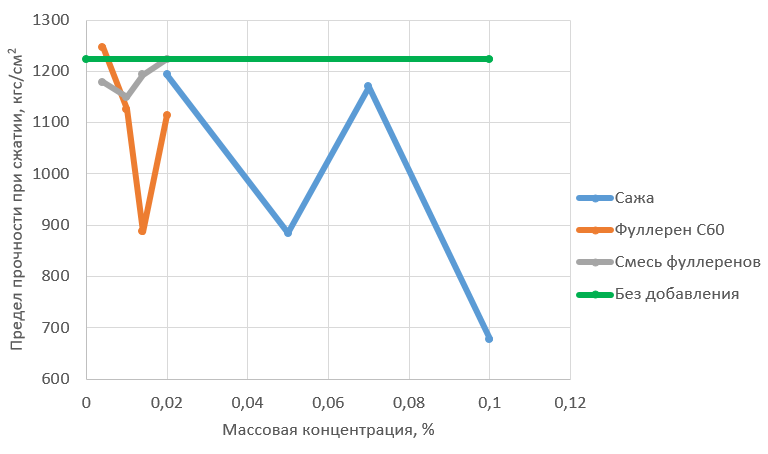 1300
1200
1100
1000
900
800
700
600
Предел прочности при сжатии, кгс/см²
0
0,02
0,04
0,06
0,08
0,1
0,12
Массовая концентрация, %
Сажа
Фуллерен С60
Смесь фуллеренов
Без добавления